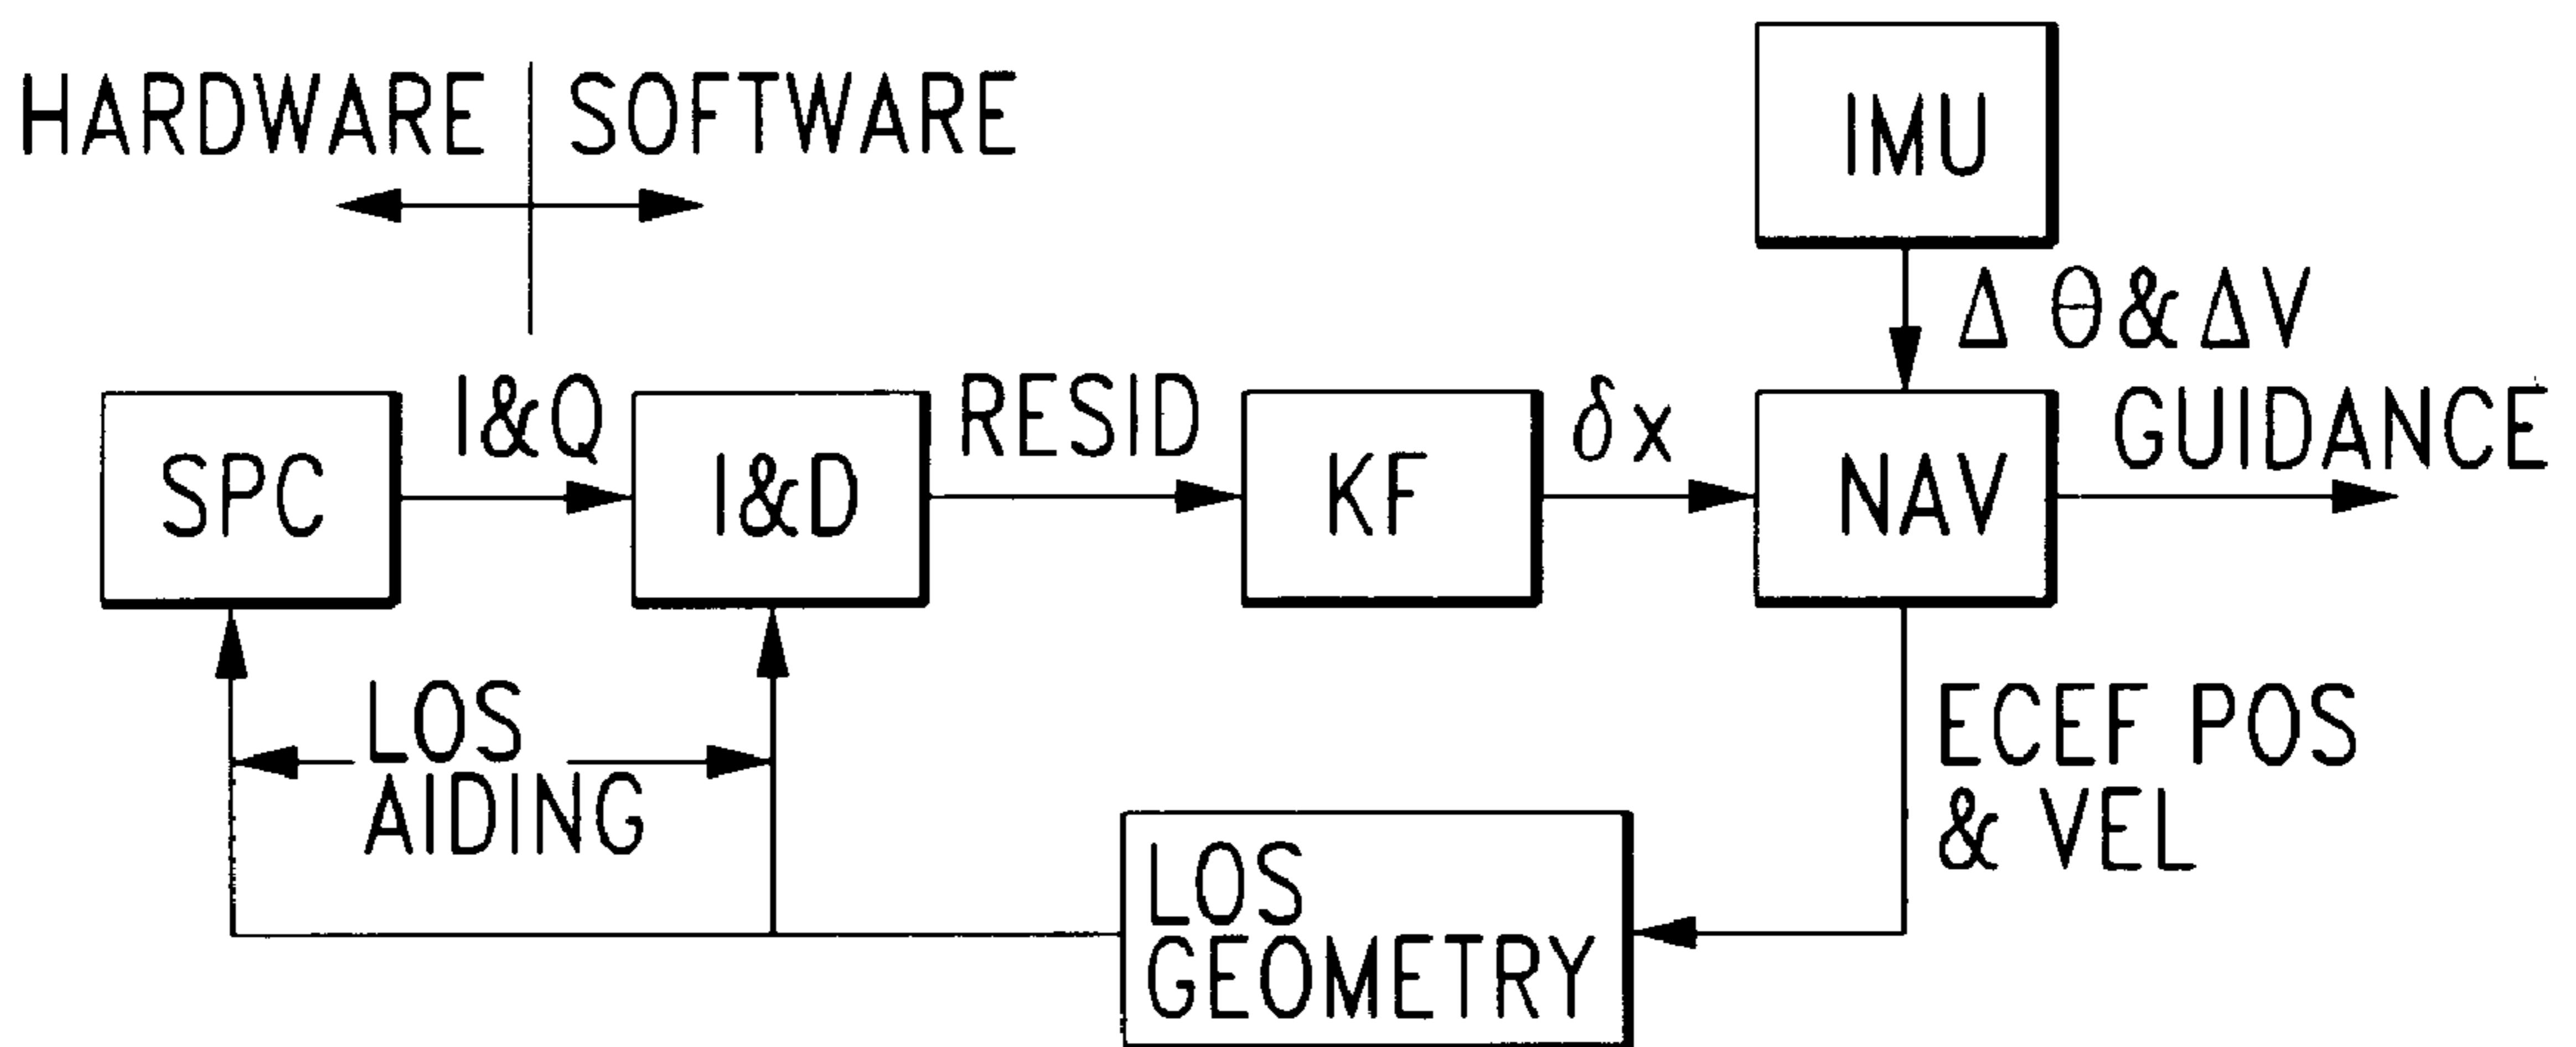 HARDWARE SOFTWARE
IMU
Δ θ & ΔV
I&Q
RESID
δx
GUIDANCE
SPC
I&D
KF
NAV
LOS
AIDING
ECEF POS
& VEL
LOS
GEOMETRY